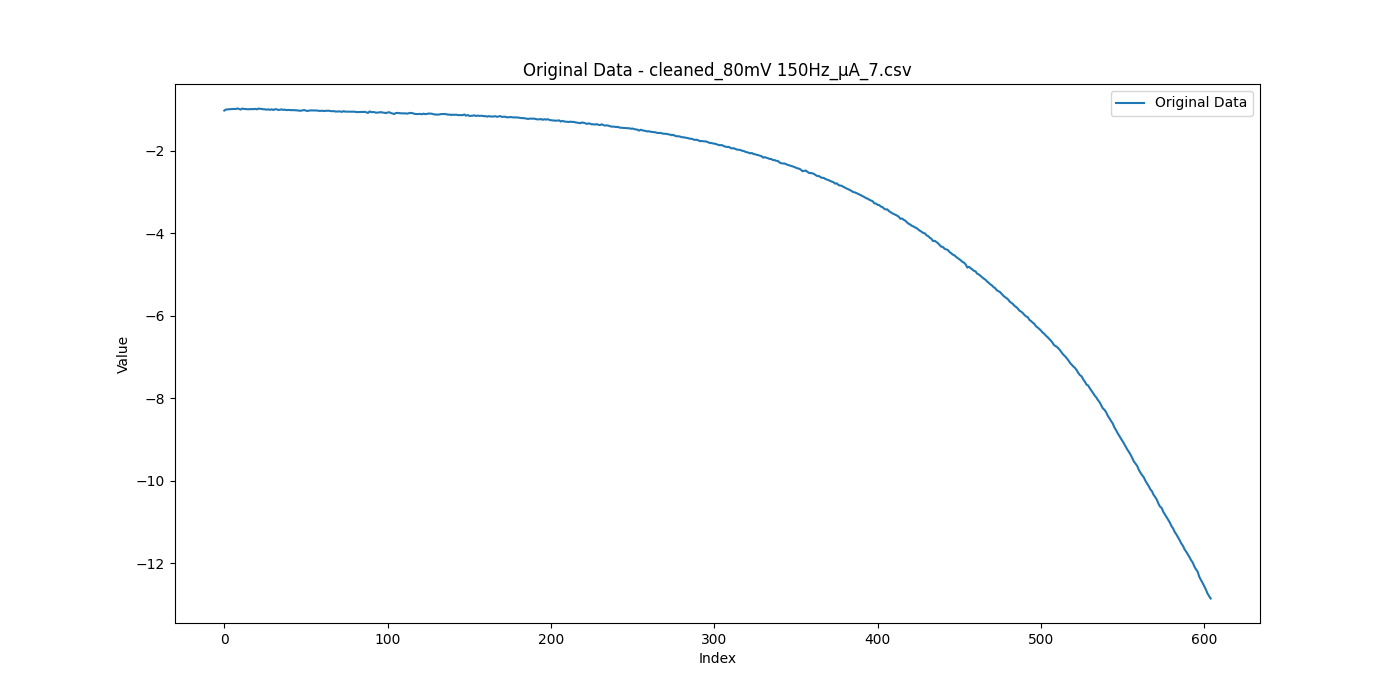 Original Data - cleaned_80mV 150Hz_μA_7.csv
Original Data
Value
−2
−4
−6
−8
−10
−12
0 100 200 300 400 500 600
Index